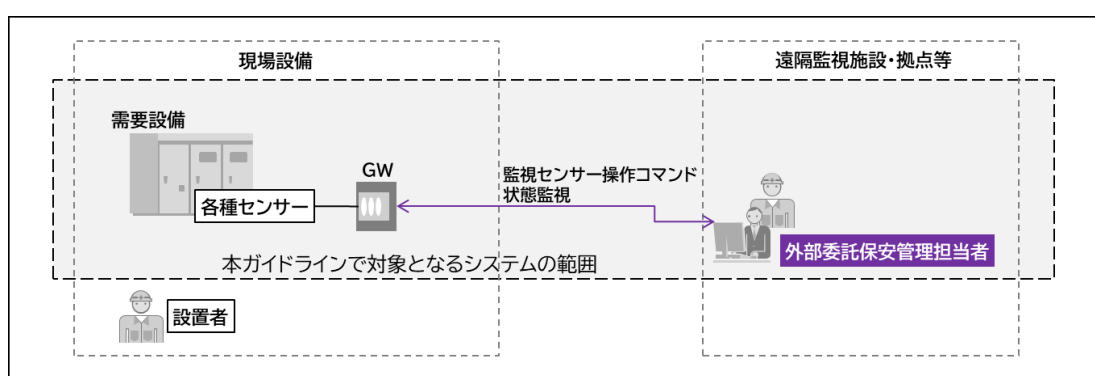 現場設備
遠隔監視施設・拠点等
需要設備
GW
監視センサー操作コマンド
状態監視
各種センサー
外部委託保安管理担当者
本ガイドラインで対象となるシステムの範囲
設置者